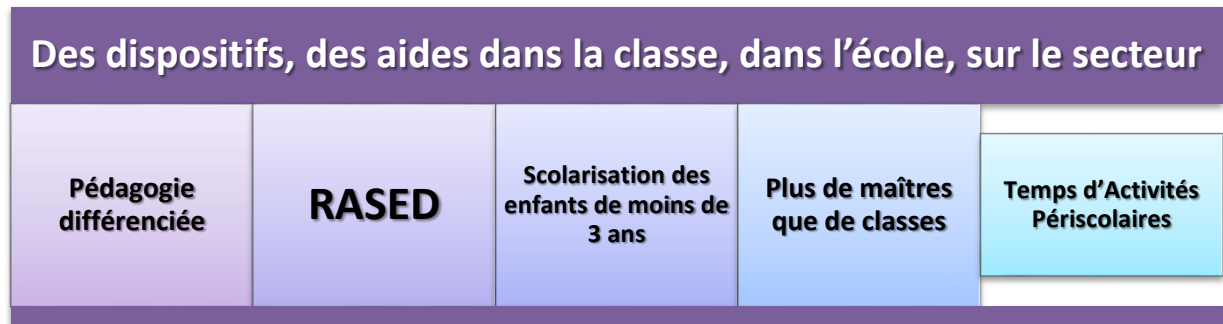 Des dispositifs, des aides dans la classe, dans l’école, sur le secteur
Pédagogie
différenciée
RASED
Scolarisation des
enfants de moins de
3 ans
Plus de maîtres
que de classes
Temps d’Activités
Périscolaires